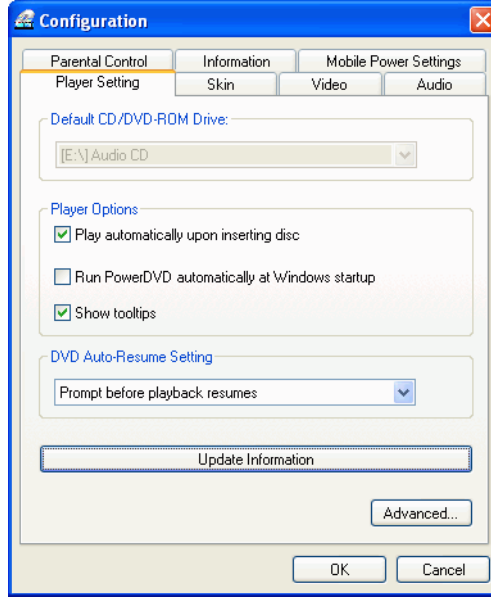 Configuration
Parental Control Information Mobile Power Settings
Player Setting Skin Video Audio
Default CD/DVD-ROM Drive:
[E:\] Audio CD
Player Options
Play automatically upon inserting disc
Run PowerDVD automatically at Windows startup
Show tooltips
DVD Auto-Resume Setting
Prompt before playback resumes
Update Information
Advanced...
OK Cancel